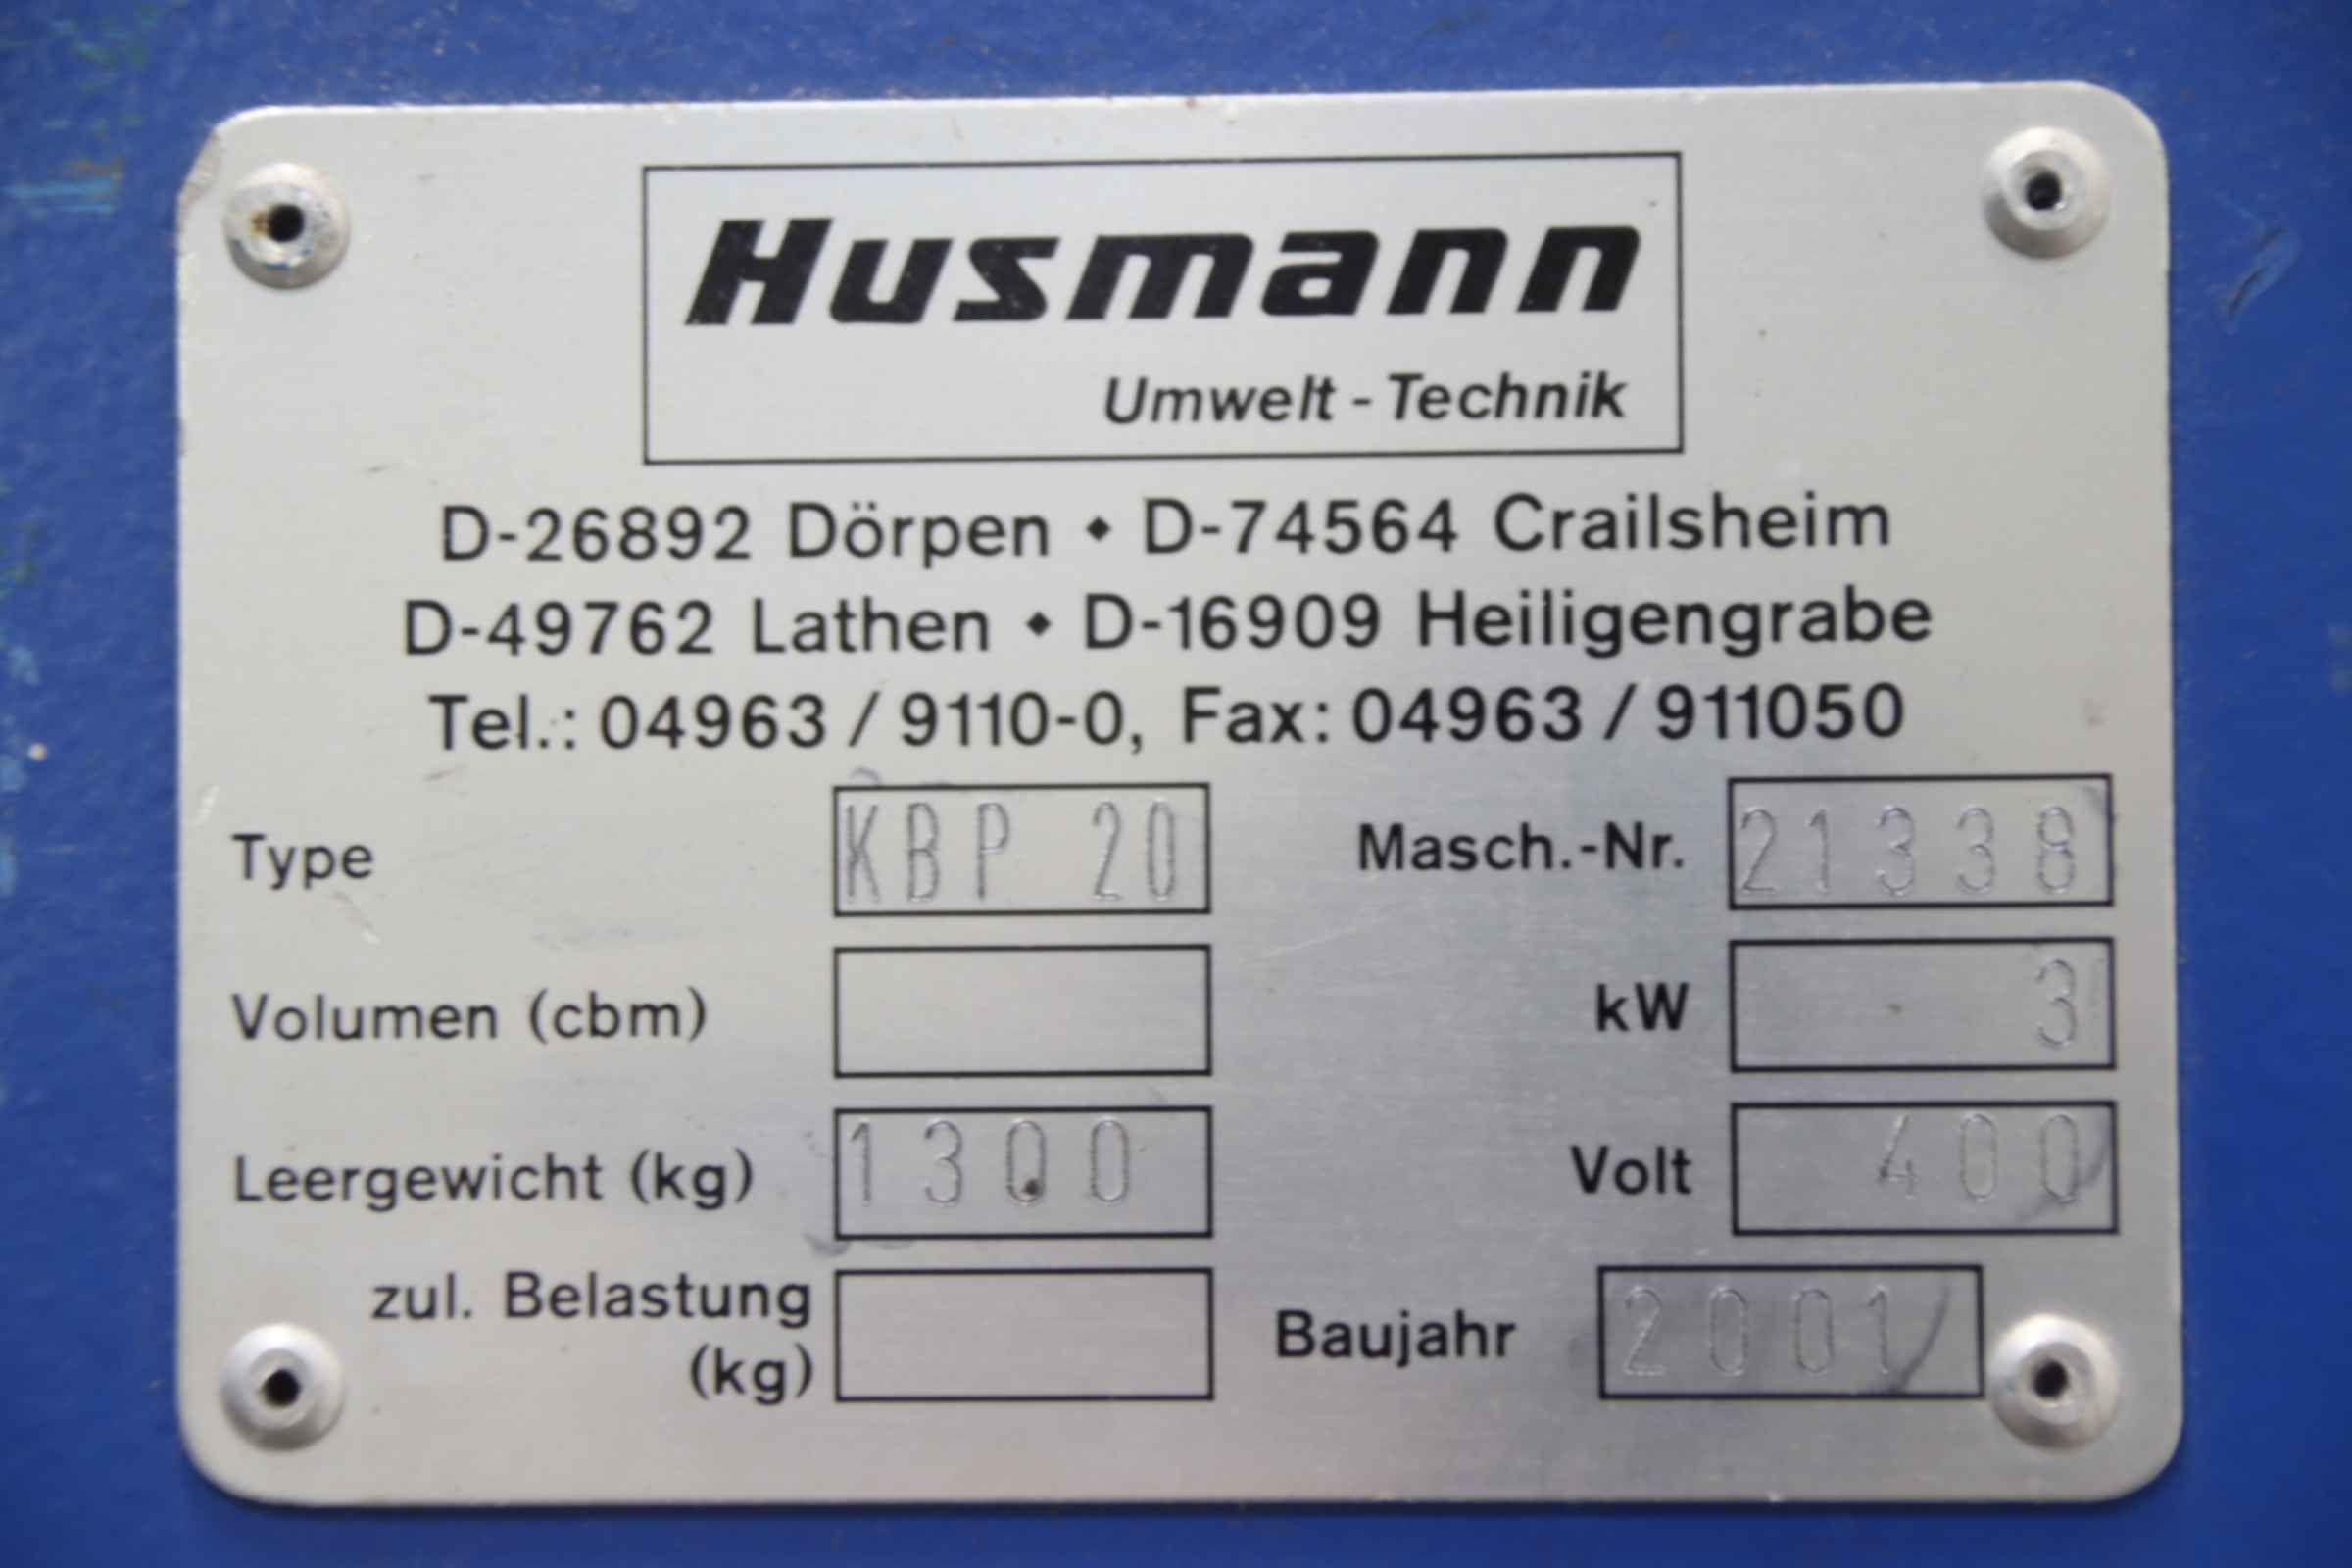 Husmann
Umwelt - Technik
D-26892 Dörpen ⬥ D-74564 Crailsheim
D-49762 Lathen ⬥ D-16909 Heiligengrabe
Tel.: 04963 / 9110-0, Fax: 04963 / 911050
Type KBP 20 Masch.-Nr. 21338
Volumen (cbm) kW 3
Leergewicht (kg) 1300 Volt 400
zul. Belastung
(kg) Baujahr 2001